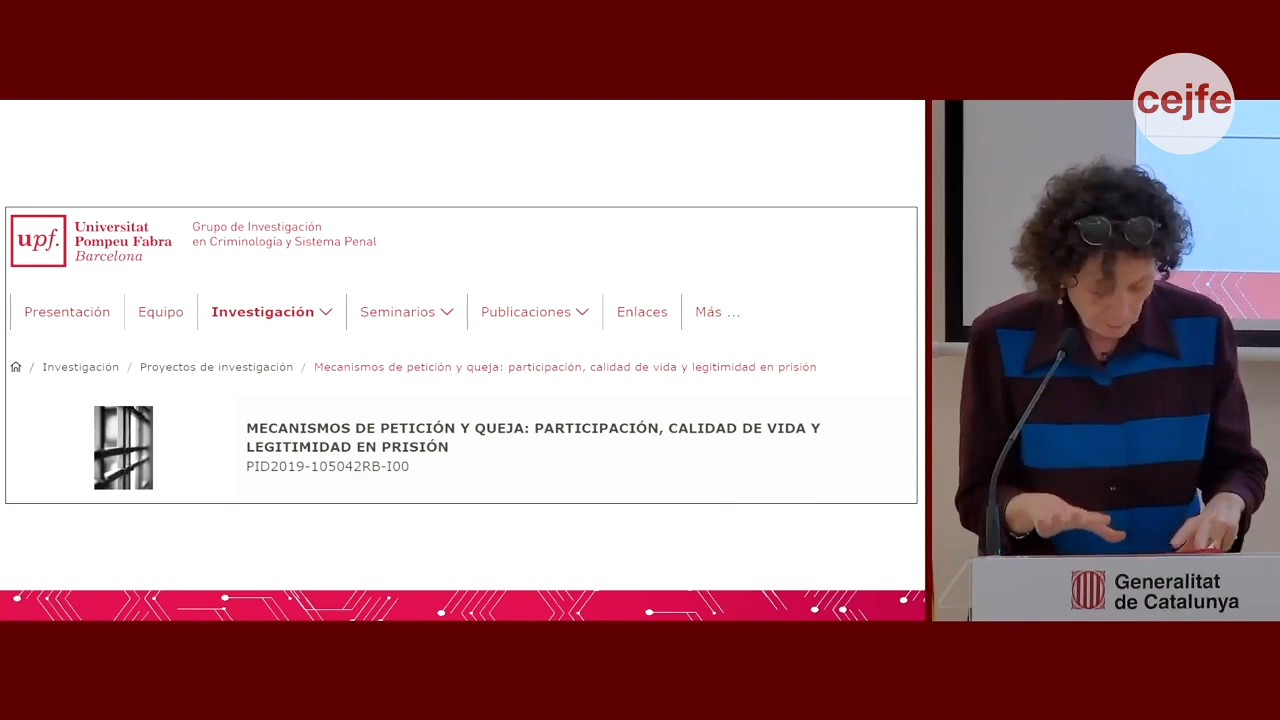 cejfe
upf.
Universitat
Pompeu Fabra
Barcelona
Grupo de Investigación
en Criminología y Sistema Penal
Presentación
Equipo
Investigación
Seminarios
Publicaciones
Enlaces
Más ...
/ Investigación / Proyectos de investigación / Mecanismos de petición y queja: participación, calidad de vida y legitimidad en prisión
MECANISMOS DE PETICIÓN Y QUEJA: PARTICIPACIÓN, CALIDAD DE VIDA Y
LEGITIMIDAD EN PRISIÓN
PID2019-105042RB-I00
Generalitat
de Catalunya